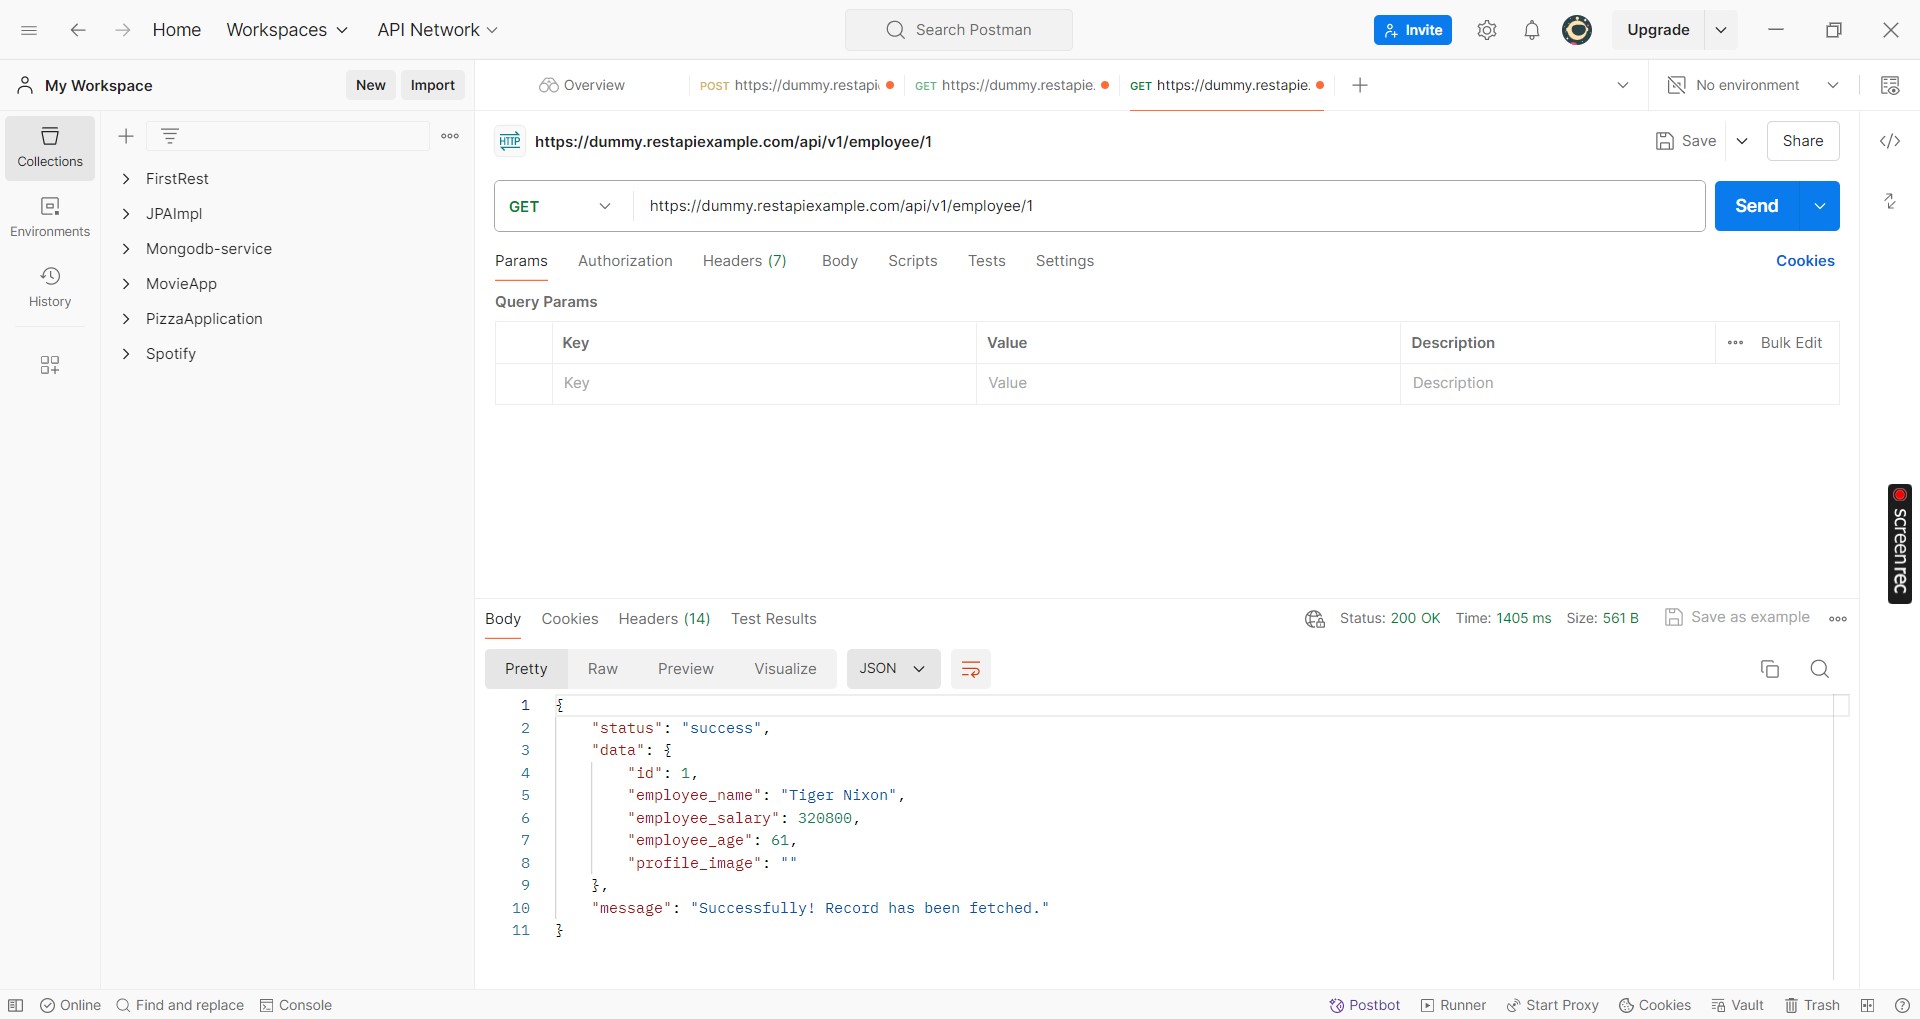 Home Workspaces API Network Search Postman Invite Upgrade
My Workspace New Import Overview POST https://dummy.restapi GET https://dummy.restapie. GET https://dummy.restapie. No environment
Collections
Environments
History
FirstRest
JPAImpl
Mongodb-service
MovieApp
PizzaApplication
Spotify
HTTP https://dummy.restapiexample.com/api/v1/employee/1 Save Share
GET https://dummy.restapiexample.com/api/v1/employee/1 Send
Params Authorization Headers (7) Body Scripts Tests Settings Cookies
Query Params
Key Value Description Bulk Edit
Key Value Description
screenrec
Body Cookies Headers (14) Test Results Status: 200 OK Time: 1405 ms Size: 561 B Save as example
Pretty Raw Preview Visualize JSON
1 {
2 "status": "success",
3 "data": {
4 "id": 1,
5 "employee_name": "Tiger Nixon",
6 "employee_salary": 320800,
7 "employee_age": 61,
8 "profile_image": ""
9 },
10 "message": "Successfully! Record has been fetched."
11 }
Online Find and replace Console Postbot Runner Start Proxy Cookies Vault Trash